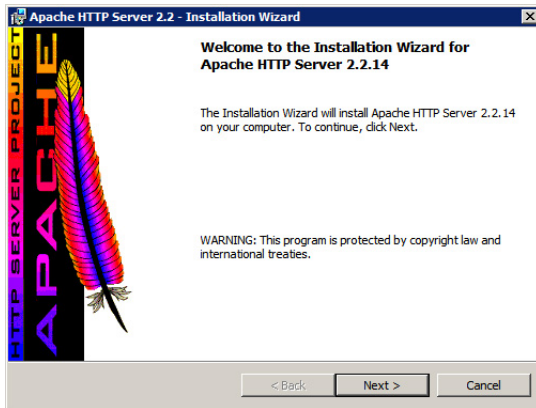 Apache HTTP Server 2.2 - Installation Wizard
HTTP SERVER PROJECT
APACHE
Welcome to the Installation Wizard for
Apache HTTP Server 2.2.14
The Installation Wizard will install Apache HTTP Server 2.2.14
on your computer. To continue, click Next.
WARNING: This program is protected by copyright law and
international treaties.
< Back
Next >
Cancel